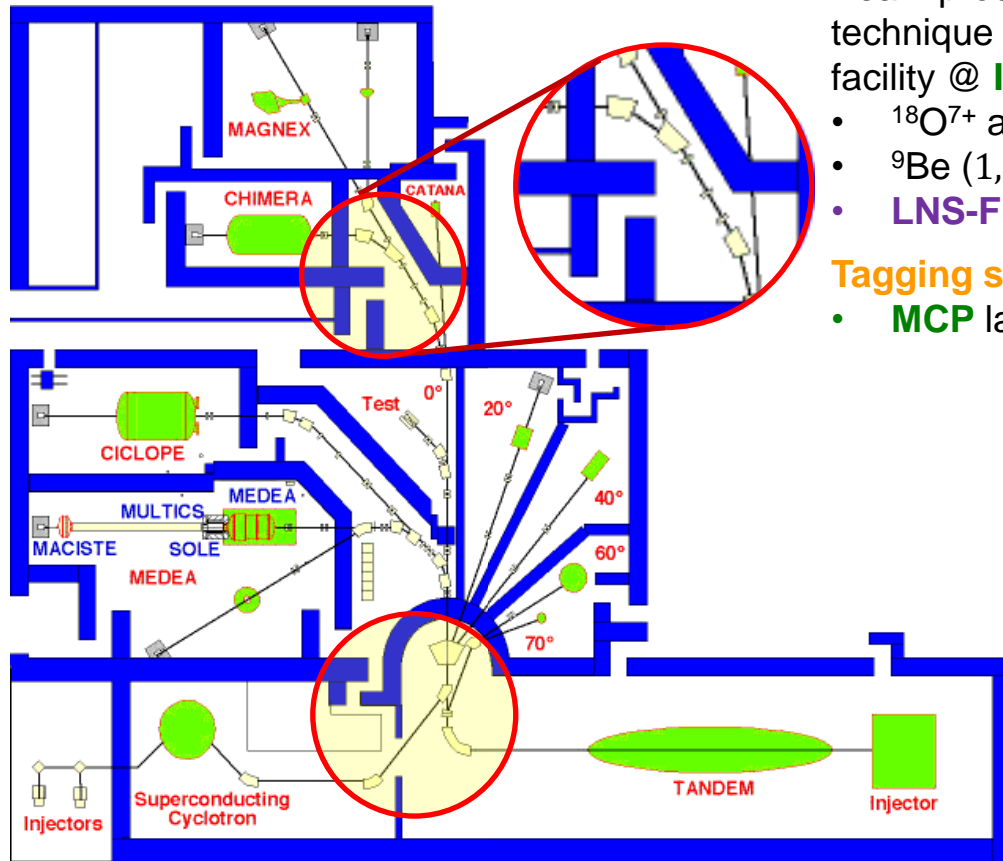 technique
facility @
18O7+
9Be (1,
LNS-F
Tagging
MCP
MAGNEX
CHIMERA
CATANA
Test
0°
20°
40°
60°
70°
CICLOPE
MULTICS
MEDEA
MACISTE
SOLE
MEDEA
Superconducting
Cyclotron
Injectors
TANDEM
Injector